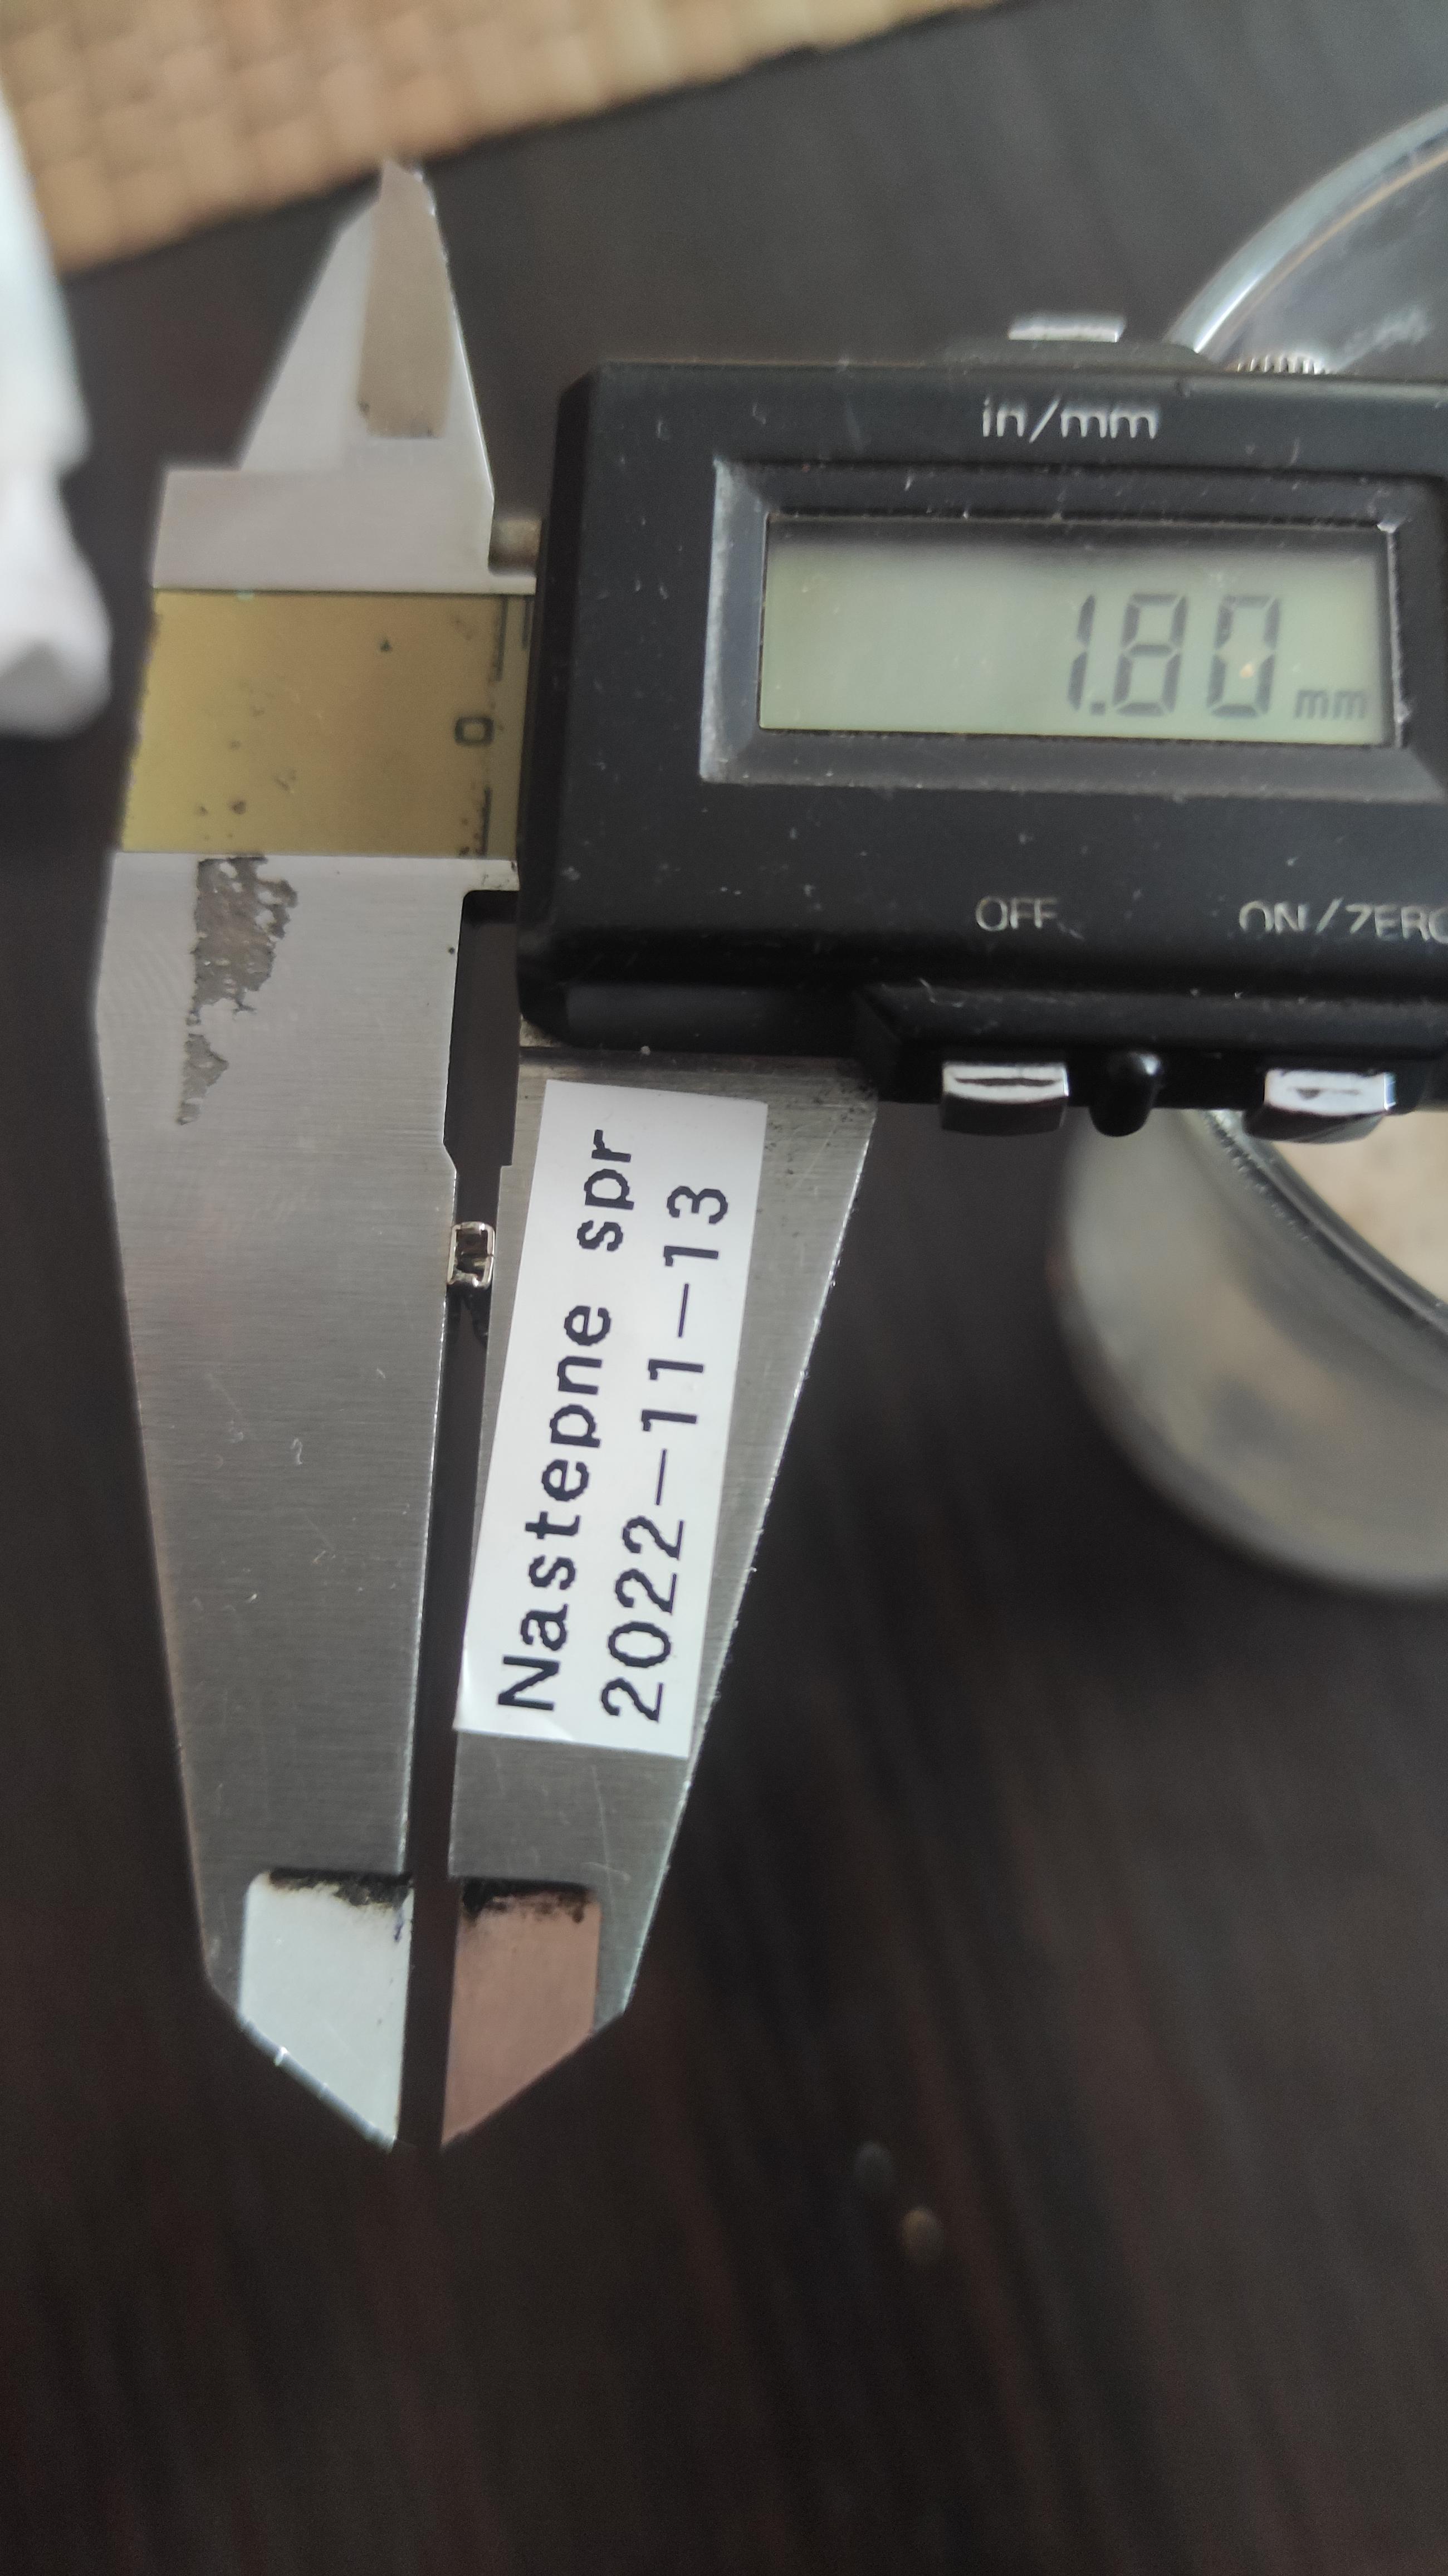 in/mm
1.80 mm
0
OFF
ON/ZERO
Nastepne spr
2022-11-13